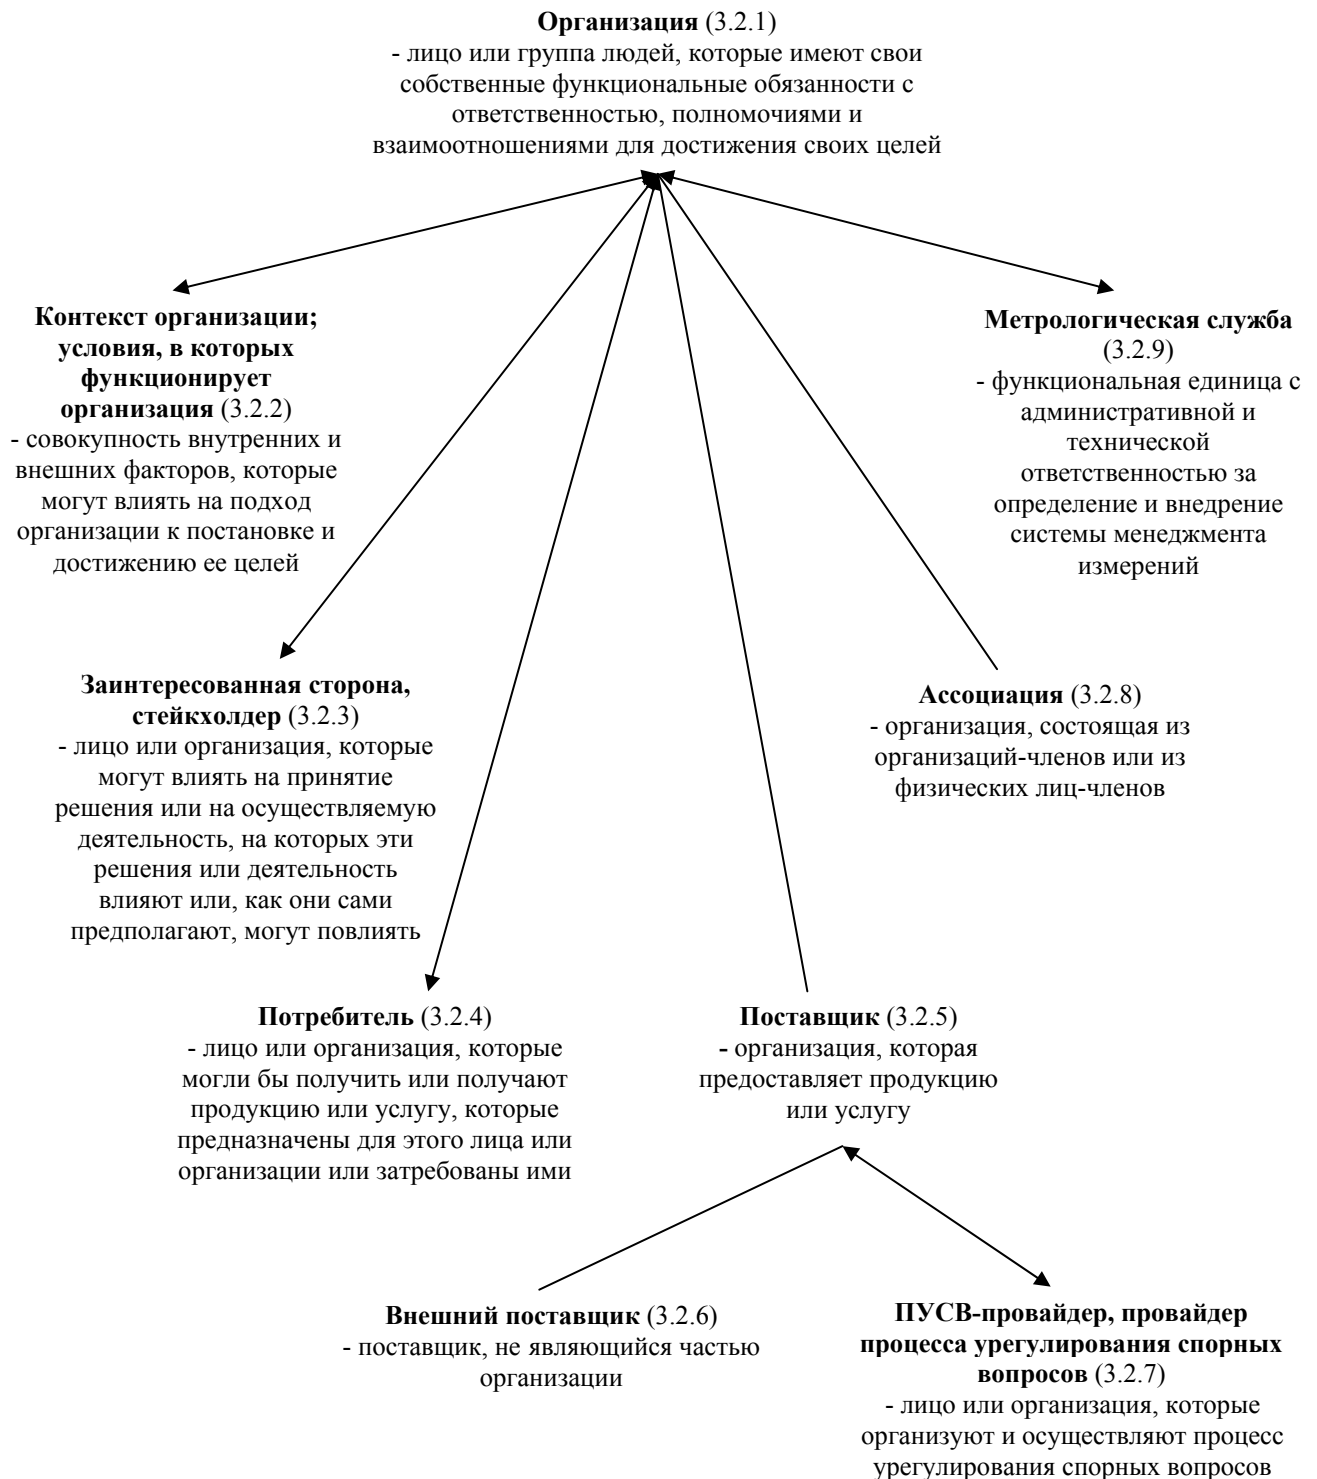 Организация (3.2.1)
- лицо или группа людей, которые имеют свои
собственные функциональные обязанности с
ответственностью, полномочиями и
взаимоотношениями для достижения своих целей
Контекст организации;
условия, в которых
функционирует
организация (3.2.2)
- совокупность внутренних и
внешних факторов, которые
могут влиять на подход
организации к постановке и
достижению ее целей
Метрологическая служба
(3.2.9)
- функциональная единица с
административной и
технической
ответственностью за
определение и внедрение
системы менеджмента
измерений
Заинтересованная сторона,
стейкхолдер (3.2.3)
- лицо или организация, которые
могут влиять на принятие
решения или на осуществляемую
деятельность, на которых эти
решения или деятельность
влияют или, как они сами
предполагают, могут повлиять
Ассоциация (3.2.8)
- организация, состоящая из
организаций-членов или из
физических лиц-членов
Потребитель (3.2.4)
- лицо или организация, которые
могли бы получить или получают
продукцию или услугу, которые
предназначены для этого лица или
организации или затребованы ими
Поставщик (3.2.5)
- организация, которая
предоставляет продукцию
или услугу
Внешний поставщик (3.2.6)
- поставщик, не являющийся частью
организации
ПУСВ-провайдер, провайдер
процесса урегулирования спорных
вопросов (3.2.7)
- лицо или организация, которые
организуют и осуществляют процесс
урегулирования спорных вопросов